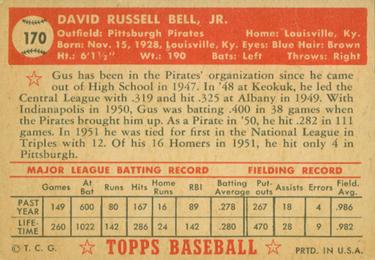 170
DAVID RUSSELL BELL, JR.
Outfield: Pittsburgh Pirates Home: Louisville, Ky.
Born: Nov. 15, 1928, Louisville, Ky. Eyes: Blue Hair: Brown
Ht.: 6'1½" Wt.: 190 Bats: Left Throws: Right
☆ Gus has been in the Pirates' organization since he came
out of High School in 1947. In '48 at Keokuk, he led
the Central League with .319 and hit .325 at Albany in 1949. With
Indianapolis in 1950, Gus was batting .400 in 38 games when
the Pirates brought him up. As a Pirate in '50, he hit .282 in 111
games. In 1951 he was tied for first in the National League in
Triples with 12. Of his 16 Homers in 1951, he hit only 4 in
Pittsburgh.
MAJOR LEAGUE BATTING RECORD FIELDING RECORD
Games At Bat Runs Hits HR RBI Batting Average Put-outs Assists Errors Field. Avg.
PAST YEAR 149 600 80 167 16 89 .278 267 18 4 .986
LIFE 260 1022 142 286 24 142 .280 497 28 9 .982
© T. C. G. ☆ TOPPS BASEBALL ☆ PRTD. IN U.S.A.